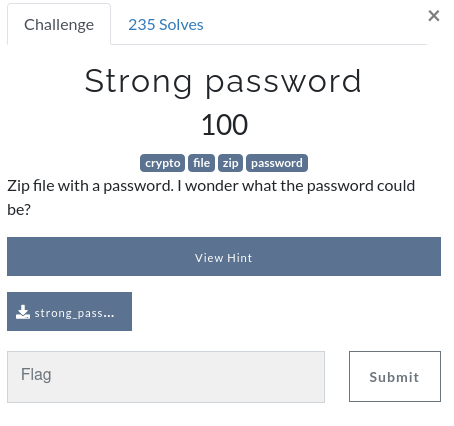 Challenge
235 Solves
×
Strong password
100
crypto file zip password
Zip file with a password. I wonder what the password could
be?
View Hint
strong_pass...
Flag
Submit